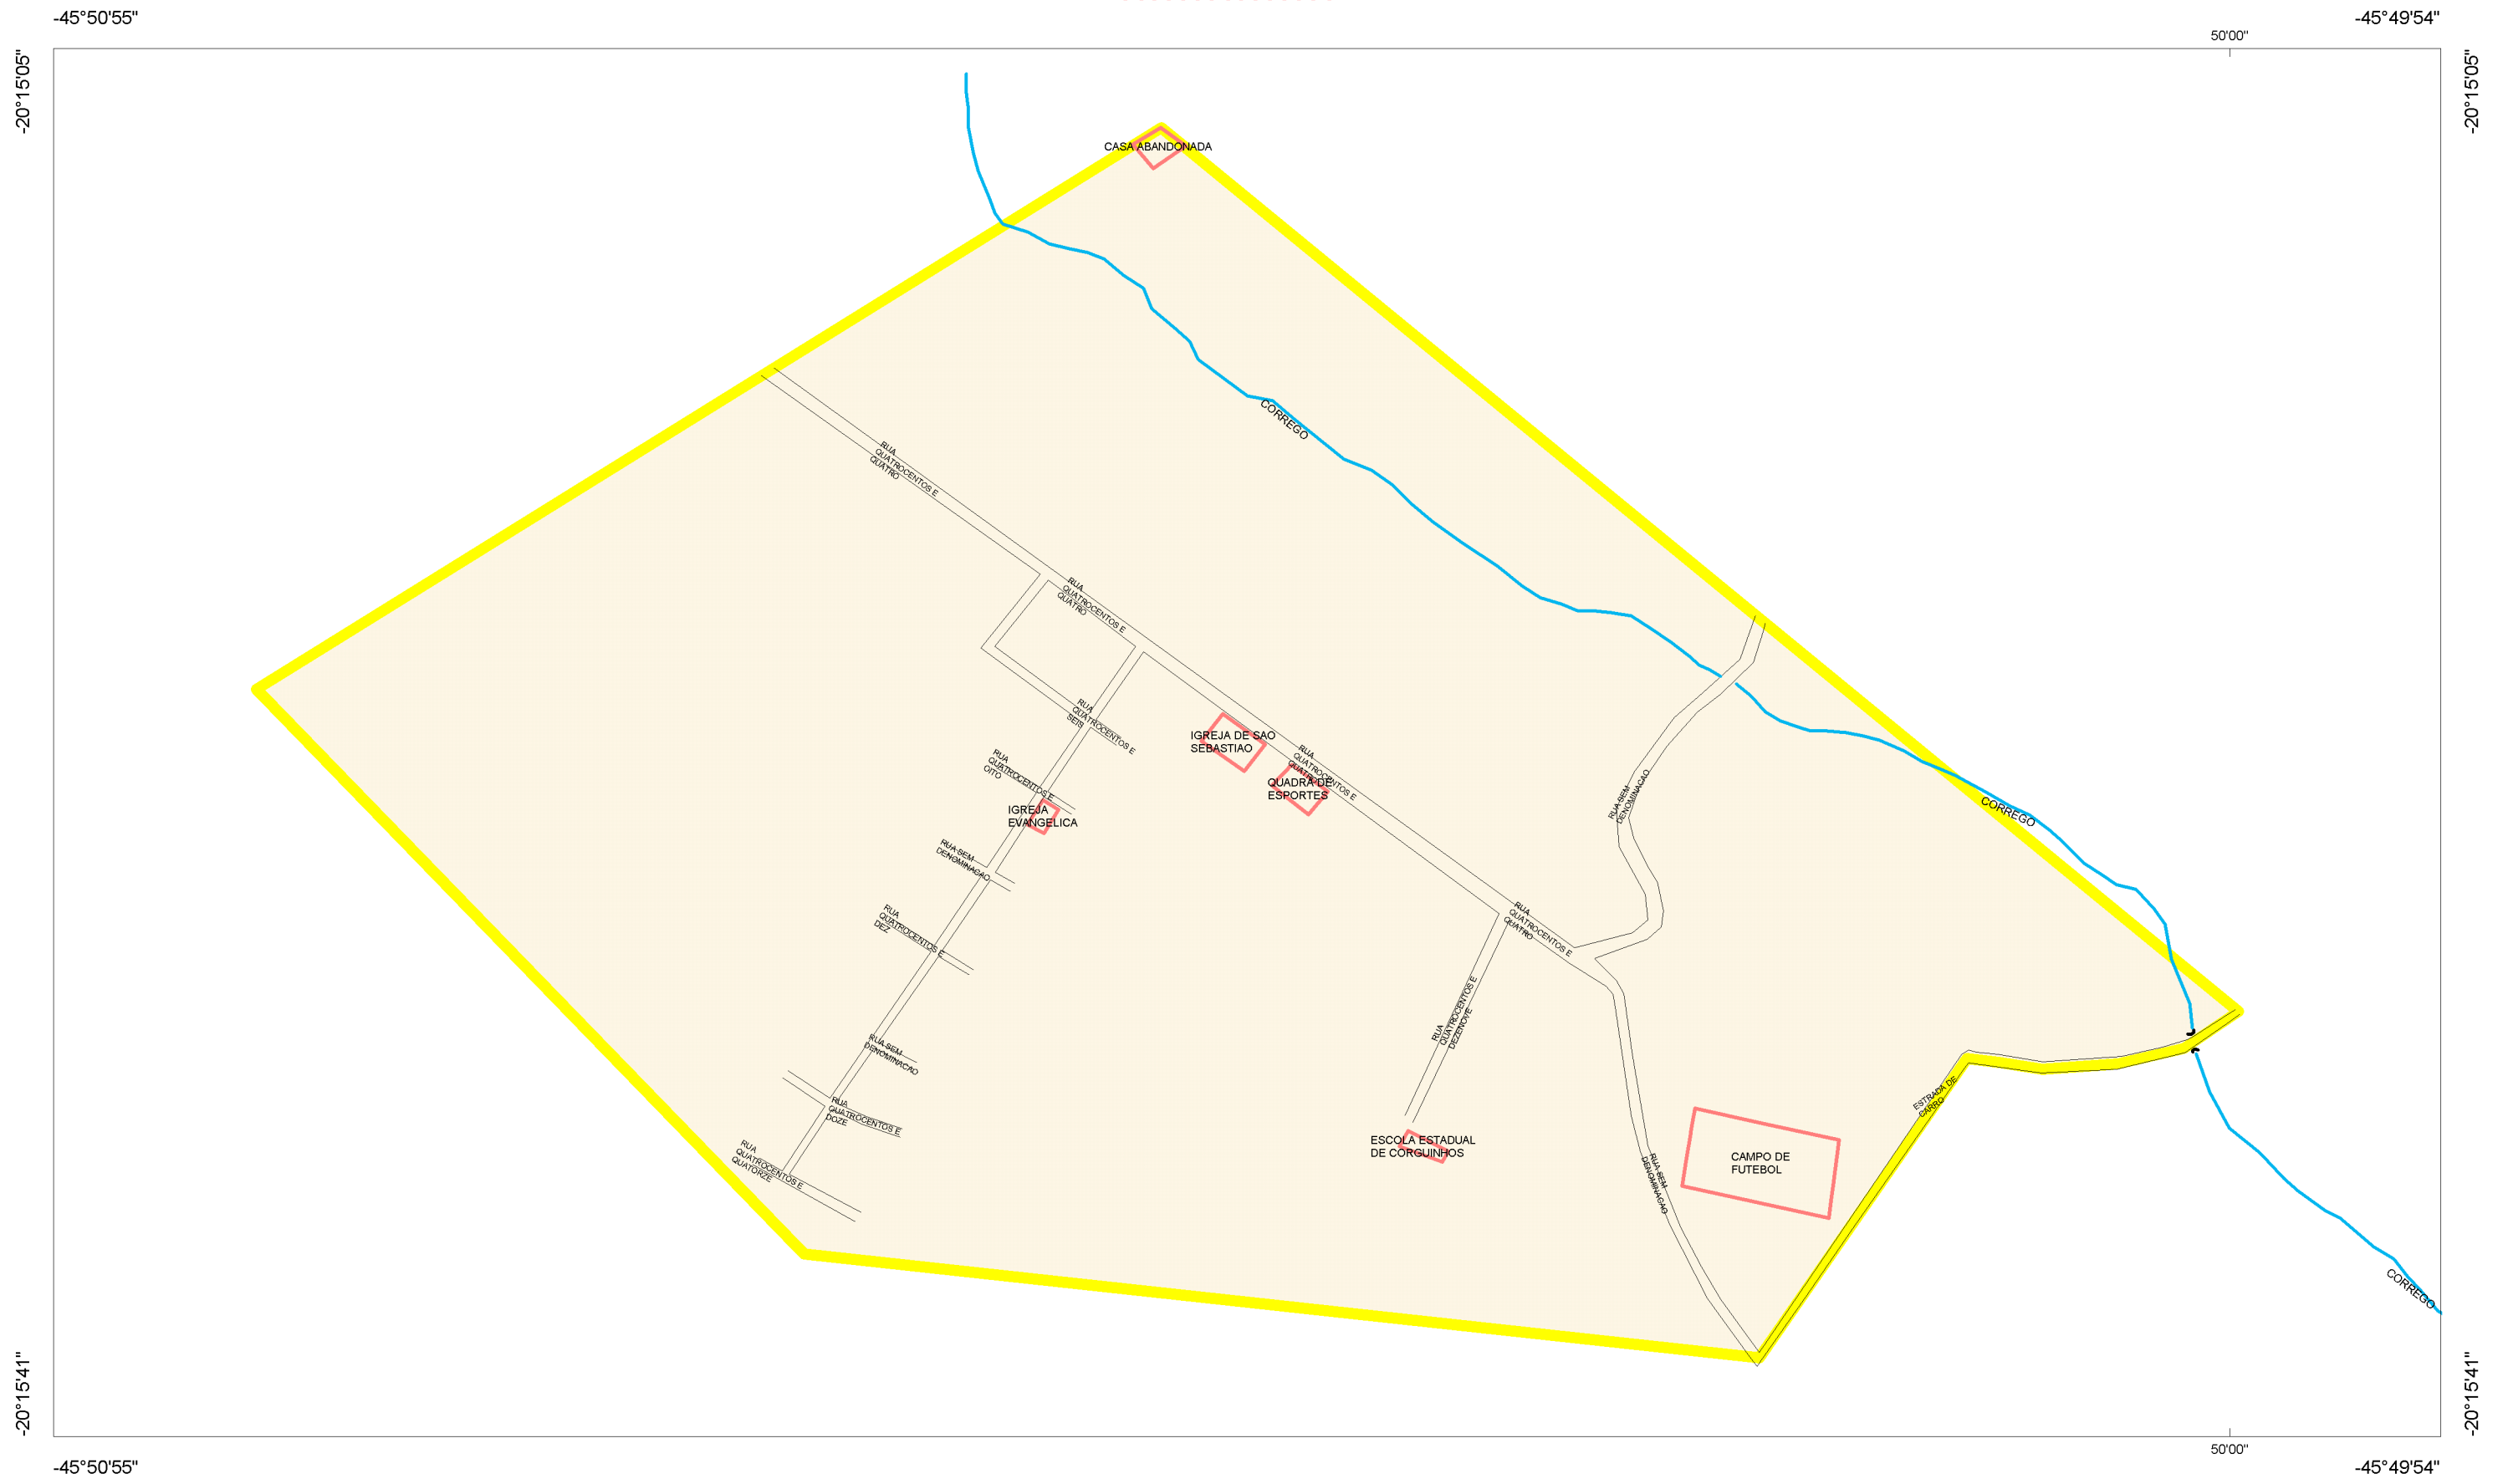 -45°50'55"
-45°49'54"
50'00"
-20°15'05"
-20°15'05"
CASA ABANDONADA
CORREGO
RUA
QUATROCENTOS E
QUATRO
RUA
QUATROCENTOS E
QUATRO
RUA
QUATROCENTOS E
SEIS
IGREJA DE SAO
SEBASTIAO
RUA
QUATROCENTOS E
QUATRO
QUADRA DE
ESPORTES
RUA
QUATROCENTOS E
OITO
IGREJA
EVANGELICA
RUA SEM
DENOMINACAO
CORREGO
RUA SEM
DENOMINACAO
RUA
QUATROCENTOS E
DEZ
RUA
QUATROCENTOS E
QUATRO
RUA
QUATROCENTOS E
DEZENOVE
RUA SEM
DENOMINACAO
ESTRADA DE
CARRO
RUA
QUATROCENTOS E
DOZE
RUA
QUATROCENTOS E
QUATORZE
ESCOLA ESTADUAL
DE CORGUINHOS
CAMPO DE
FUTEBOL
RUA SEM
DENOMINACAO
CORREGO
-20°15'41"
-20°15'41"
50'00"
-45°50'55"
-45°49'54"